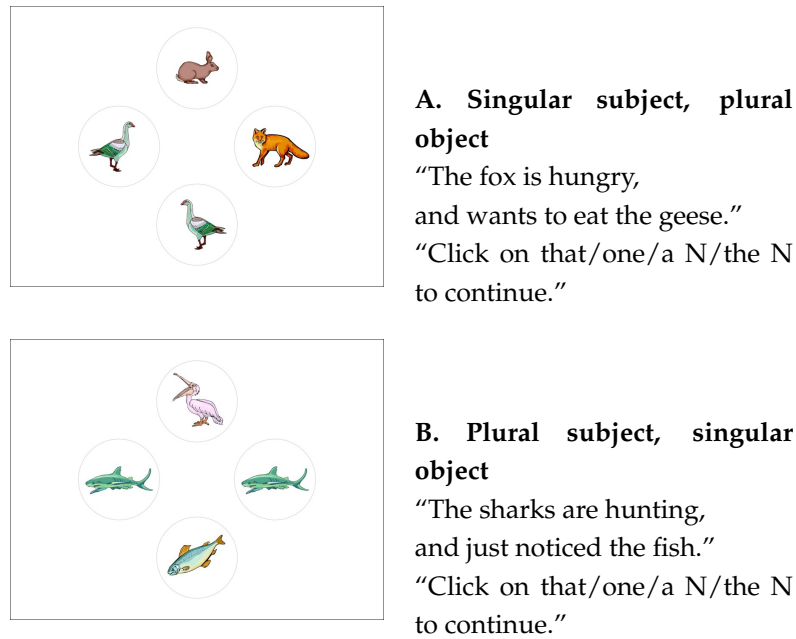 A. Singular subject, plural
object
“The fox is hungry,
and wants to eat the geese.”
“Click on that/one/a N/the N
to continue.”
B. Plural subject, singular
object
“The sharks are hunting,
and just noticed the fish.”
“Click on that/one/a N/the N
to continue.”